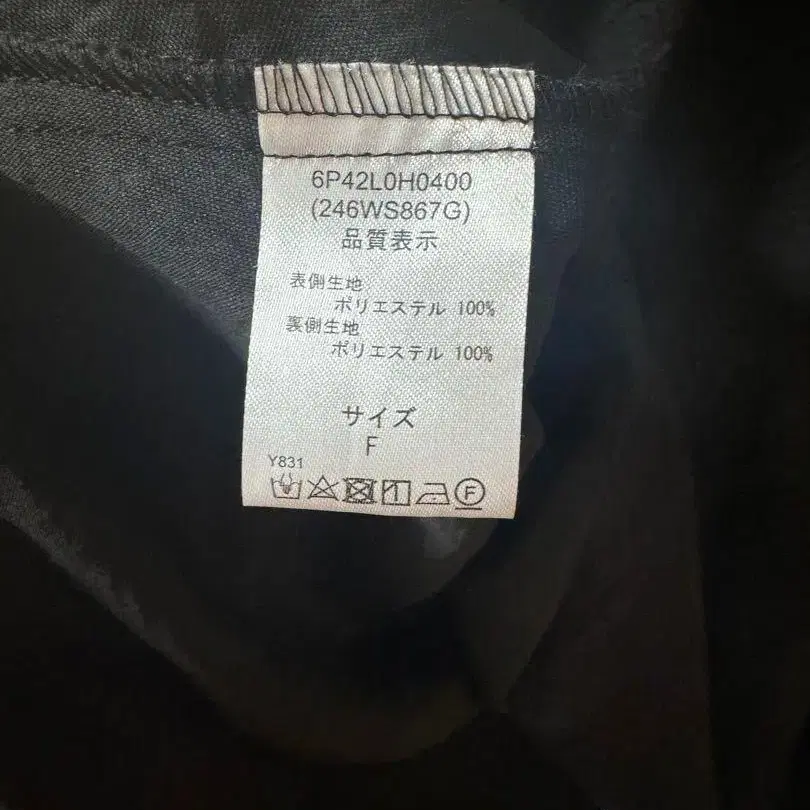 6P42L0H0400
(246WS867G)
品質表示
表側生地
ポリエステル 100%
裏側生地
ポリエステル 100%
サイズ
F
Y831
F